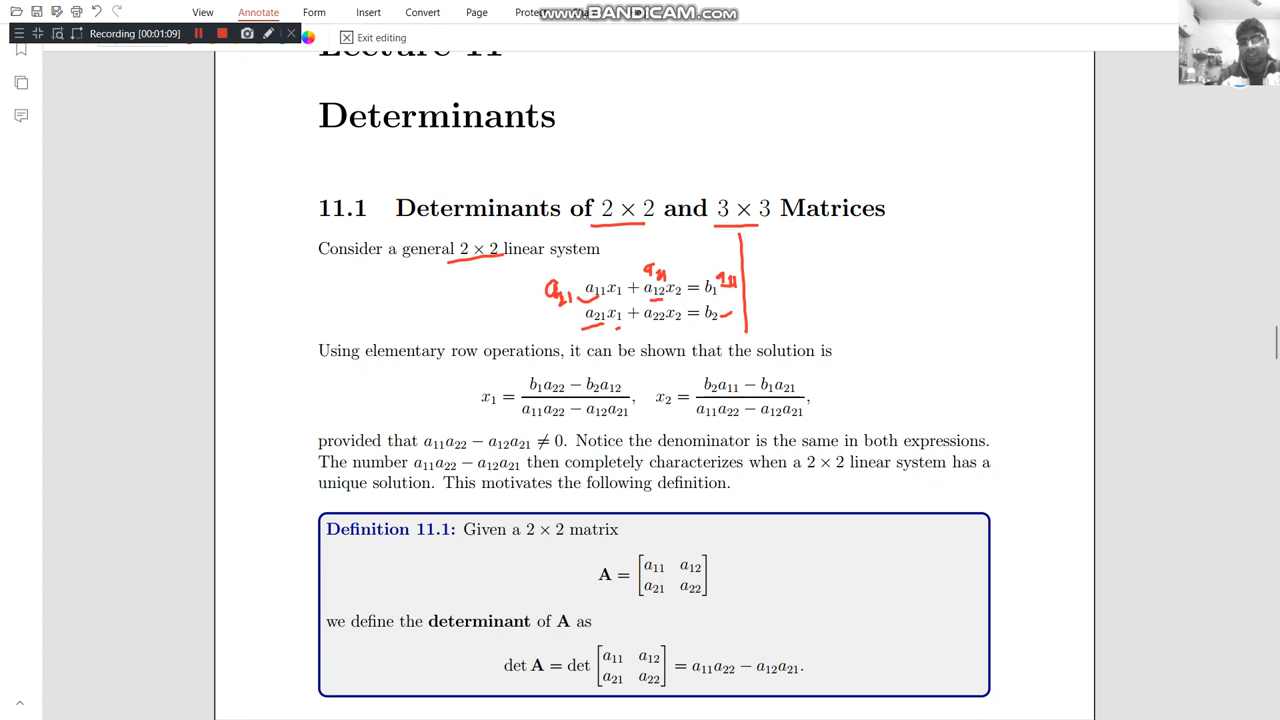 View Annotate Form Insert Convert Page Prote
www.BANDICAM.com
Recording [00:01:09]
Exit editing
Lecture 11
Determinants
11.1 Determinants of 2 × 2 and 3 × 3 Matrices
Consider a general 2 × 2 linear system
a21 a21 a21
a₁₁x₁ + a₁₂x₂ = b₁
a₂₁x₁ + a₂₂x₂ = b₂
Using elementary row operations, it can be shown that the solution is
x₁ = (b₁a₂₂ − b₂a₁₂) / (a₁₁a₂₂ − a₁₂a₂₁), x₂ = (b₂a₁₁ − b₁a₂₁) / (a₁₁a₂₂ − a₁₂a₂₁),
provided that a₁₁a₂₂ − a₁₂a₂₁ ≠ 0. Notice the denominator is the same in both expressions.
The number a₁₁a₂₂ − a₁₂a₂₁ then completely characterizes when a 2 × 2 linear system has a
unique solution. This motivates the following definition.
Definition 11.1: Given a 2 × 2 matrix
A = [a₁₁ a₁₂
a₂₁ a₂₂]
we define the determinant of A as
det A = det [a₁₁ a₁₂
a₂₁ a₂₂] = a₁₁a₂₂ − a₁₂a₂₁.